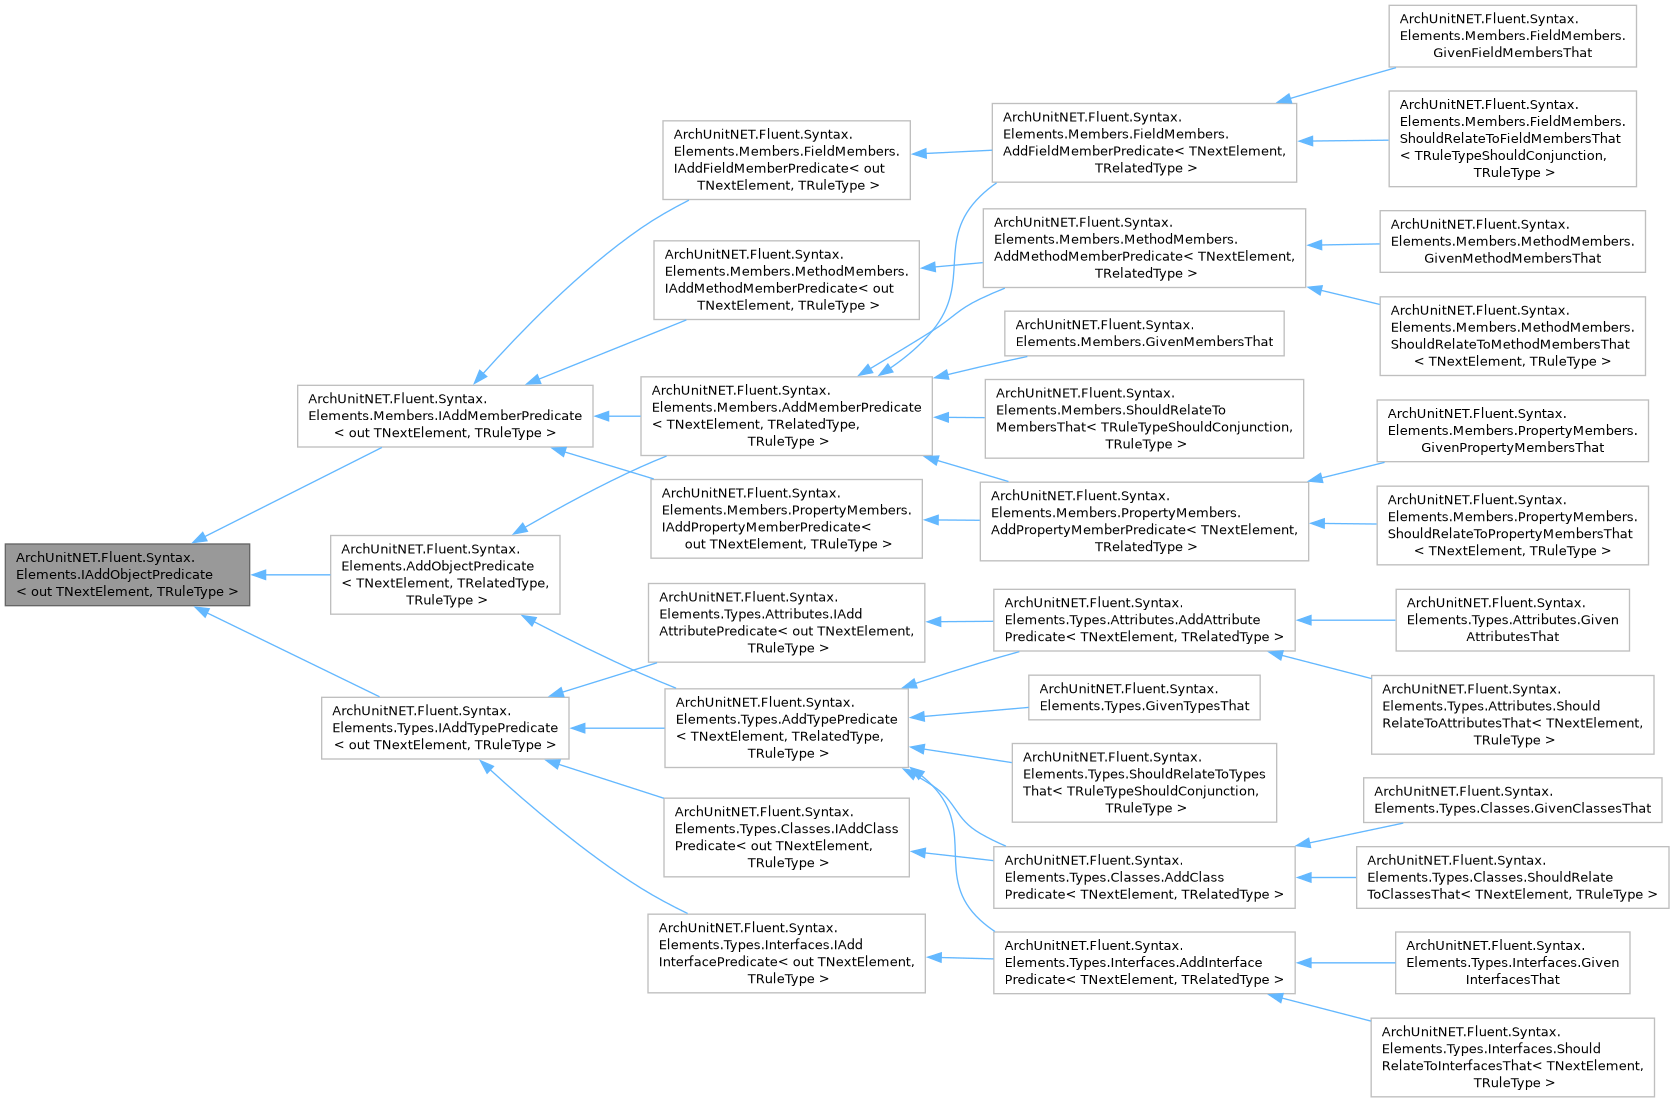 ArchUnitNET.Fluent.Syntax.
Elements.IAddObjectPredicate
< out TNextElement, TRuleType >
ArchUnitNET.Fluent.Syntax.
Elements.Members.IAddMemberPredicate
< out TNextElement, TRuleType >
ArchUnitNET.Fluent.Syntax.
Elements.AddObjectPredicate
< TNextElement, TRelatedType,
TRuleType >
ArchUnitNET.Fluent.Syntax.
Elements.Types.IAddTypePredicate
< out TNextElement, TRuleType >
ArchUnitNET.Fluent.Syntax.
Elements.Members.FieldMembers.
IAddFieldMemberPredicate< out
TNextElement, TRuleType >
ArchUnitNET.Fluent.Syntax.
Elements.Members.MethodMembers.
IAddMethodMemberPredicate< out
TNextElement, TRuleType >
ArchUnitNET.Fluent.Syntax.
Elements.Members.AddMemberPredicate
< TNextElement, TRelatedType,
TRuleType >
ArchUnitNET.Fluent.Syntax.
Elements.Members.PropertyMembers.
IAddPropertyMemberPredicate<
out TNextElement, TRuleType >
ArchUnitNET.Fluent.Syntax.
Elements.Types.Attributes.IAdd
AttributePredicate< out TNextElement,
TRuleType >
ArchUnitNET.Fluent.Syntax.
Elements.Types.AddTypePredicate
< TNextElement, TRelatedType,
TRuleType >
ArchUnitNET.Fluent.Syntax.
Elements.Types.Classes.IAddClass
Predicate< out TNextElement,
TRuleType >
ArchUnitNET.Fluent.Syntax.
Elements.Types.Interfaces.IAdd
InterfacePredicate< out TNextElement,
TRuleType >
ArchUnitNET.Fluent.Syntax.
Elements.Members.FieldMembers.
AddFieldMemberPredicate< TNextElement,
TRelatedType >
ArchUnitNET.Fluent.Syntax.
Elements.Members.MethodMembers.
AddMethodMemberPredicate< TNextElement,
TRelatedType >
ArchUnitNET.Fluent.Syntax.
Elements.Members.GivenMembersThat
ArchUnitNET.Fluent.Syntax.
Elements.Members.ShouldRelateTo
MembersThat< TRuleTypeShouldConjunction,
TRuleType >
ArchUnitNET.Fluent.Syntax.
Elements.Members.PropertyMembers.
AddPropertyMemberPredicate< TNextElement,
TRelatedType >
ArchUnitNET.Fluent.Syntax.
Elements.Types.Attributes.AddAttribute
Predicate< TNextElement, TRelatedType >
ArchUnitNET.Fluent.Syntax.
Elements.Types.GivenTypesThat
ArchUnitNET.Fluent.Syntax.
Elements.Types.ShouldRelateToTypes
That< TRuleTypeShouldConjunction,
TRuleType >
ArchUnitNET.Fluent.Syntax.
Elements.Types.Classes.AddClass
Predicate< TNextElement, TRelatedType >
ArchUnitNET.Fluent.Syntax.
Elements.Types.Interfaces.AddInterface
Predicate< TNextElement, TRelatedType >
ArchUnitNET.Fluent.Syntax.
Elements.Members.FieldMembers.
GivenFieldMembersThat
ArchUnitNET.Fluent.Syntax.
Elements.Members.FieldMembers.
ShouldRelateToFieldMembersThat
< TRuleTypeShouldConjunction,
TRuleType >
ArchUnitNET.Fluent.Syntax.
Elements.Members.MethodMembers.
GivenMethodMembersThat
ArchUnitNET.Fluent.Syntax.
Elements.Members.MethodMembers.
ShouldRelateToMethodMembersThat
< TNextElement, TRuleType >
ArchUnitNET.Fluent.Syntax.
Elements.Members.PropertyMembers.
GivenPropertyMembersThat
ArchUnitNET.Fluent.Syntax.
Elements.Members.PropertyMembers.
ShouldRelateToPropertyMembersThat
< TNextElement, TRuleType >
ArchUnitNET.Fluent.Syntax.
Elements.Types.Attributes.Given
AttributesThat
ArchUnitNET.Fluent.Syntax.
Elements.Types.Attributes.Should
RelateToAttributesThat< TNextElement,
TRuleType >
ArchUnitNET.Fluent.Syntax.
Elements.Types.Classes.GivenClassesThat
ArchUnitNET.Fluent.Syntax.
Elements.Types.Classes.ShouldRelate
ToClassesThat< TNextElement, TRuleType >
ArchUnitNET.Fluent.Syntax.
Elements.Types.Interfaces.Given
InterfacesThat
ArchUnitNET.Fluent.Syntax.
Elements.Types.Interfaces.Should
RelateToInterfacesThat< TNextElement,
TRuleType >